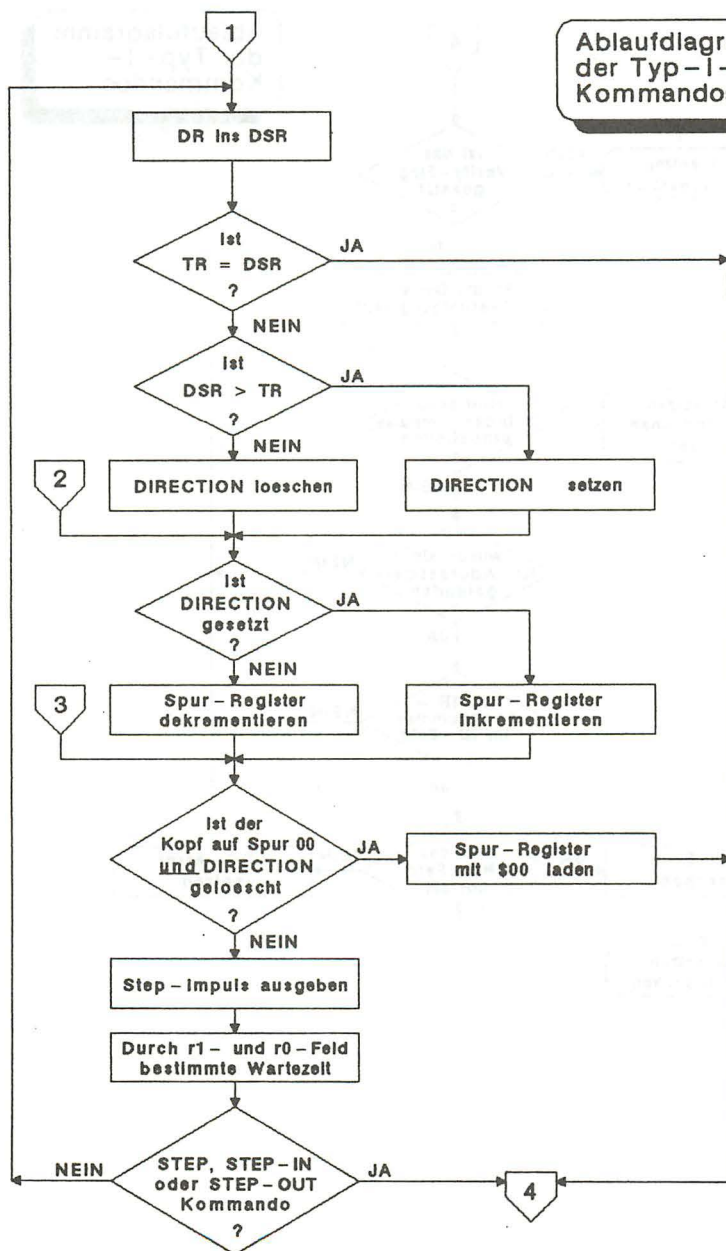 1
Ablaufdiagr
der Typ-I-
Kommandos
DR ins DSR
Ist
TR = DSR
?
JA
NEIN
Ist
DSR > TR
?
JA
NEIN
2
DIRECTION loeschen
DIRECTION setzen
Ist
DIRECTION
gesetzt
?
JA
NEIN
3
Spur-Register
dekrementieren
Spur-Register
inkrementieren
Ist der
Kopf auf Spur 00
und DIRECTION
geloescht
?
JA
Spur-Register
mit $00 laden
NEIN
Step-Impuls ausgeben
Durch r1- und r0-Feld
bestimmte Wartezeit
NEIN
STEP, STEP-IN
oder STEP-OUT
Kommando
?
JA
4